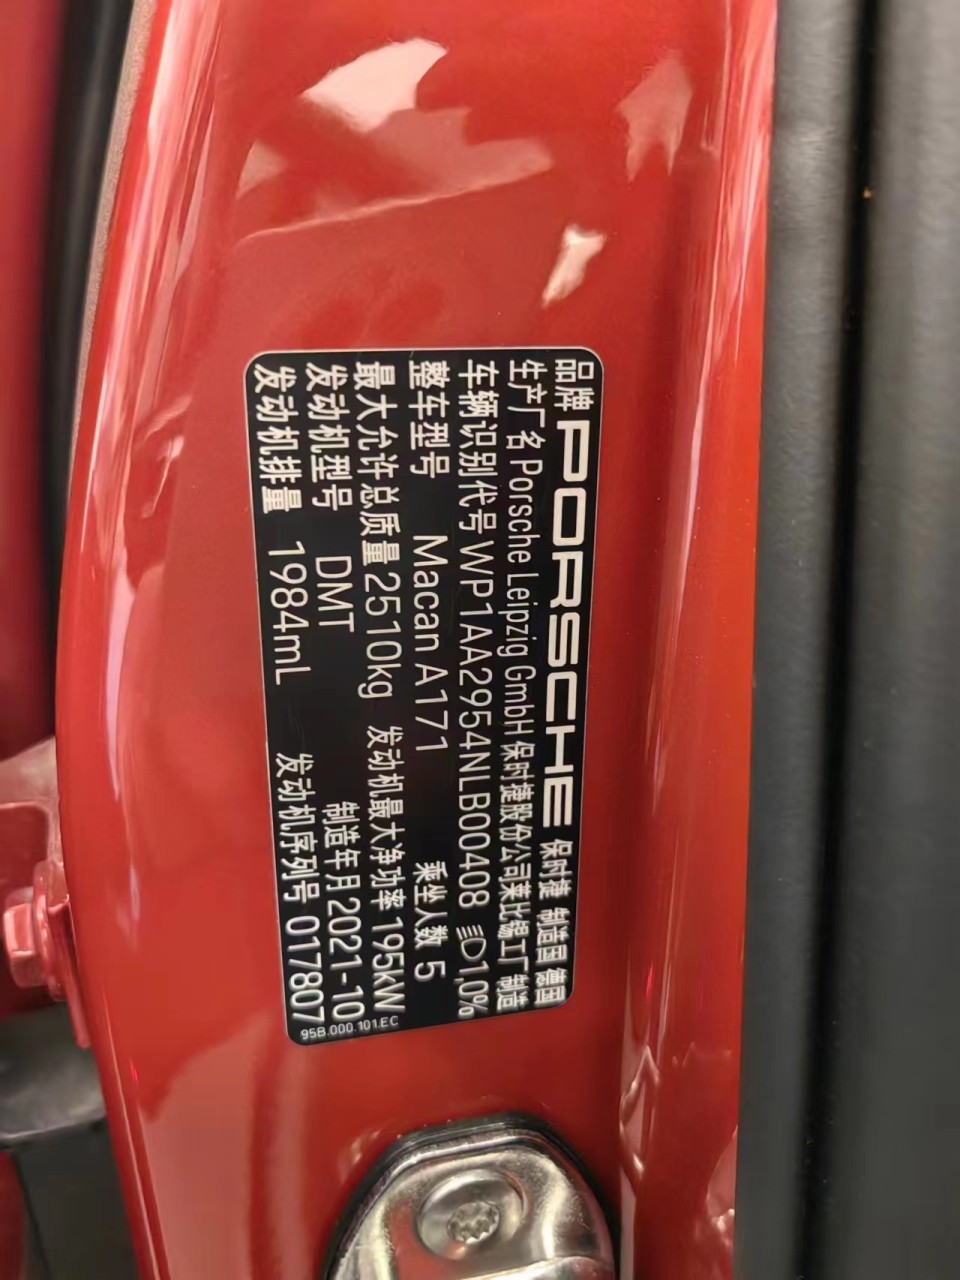 品牌 PORSCHE 保时捷 制造国 德国
生产厂名 Porsche Leipzig GmbH 保时捷股份公司莱比锡工厂 制造
车辆识别代号 WP1AA2954NLB00408 1,0%
整车型号 Macan A171 乘坐人数 5
最大允许总质量 2510kg 发动机最大净功率 195kW
发动机型号 DMT 制造年月 2021-10
发动机排量 1984mL 发动机序列号 017807
95B.000.101.EC